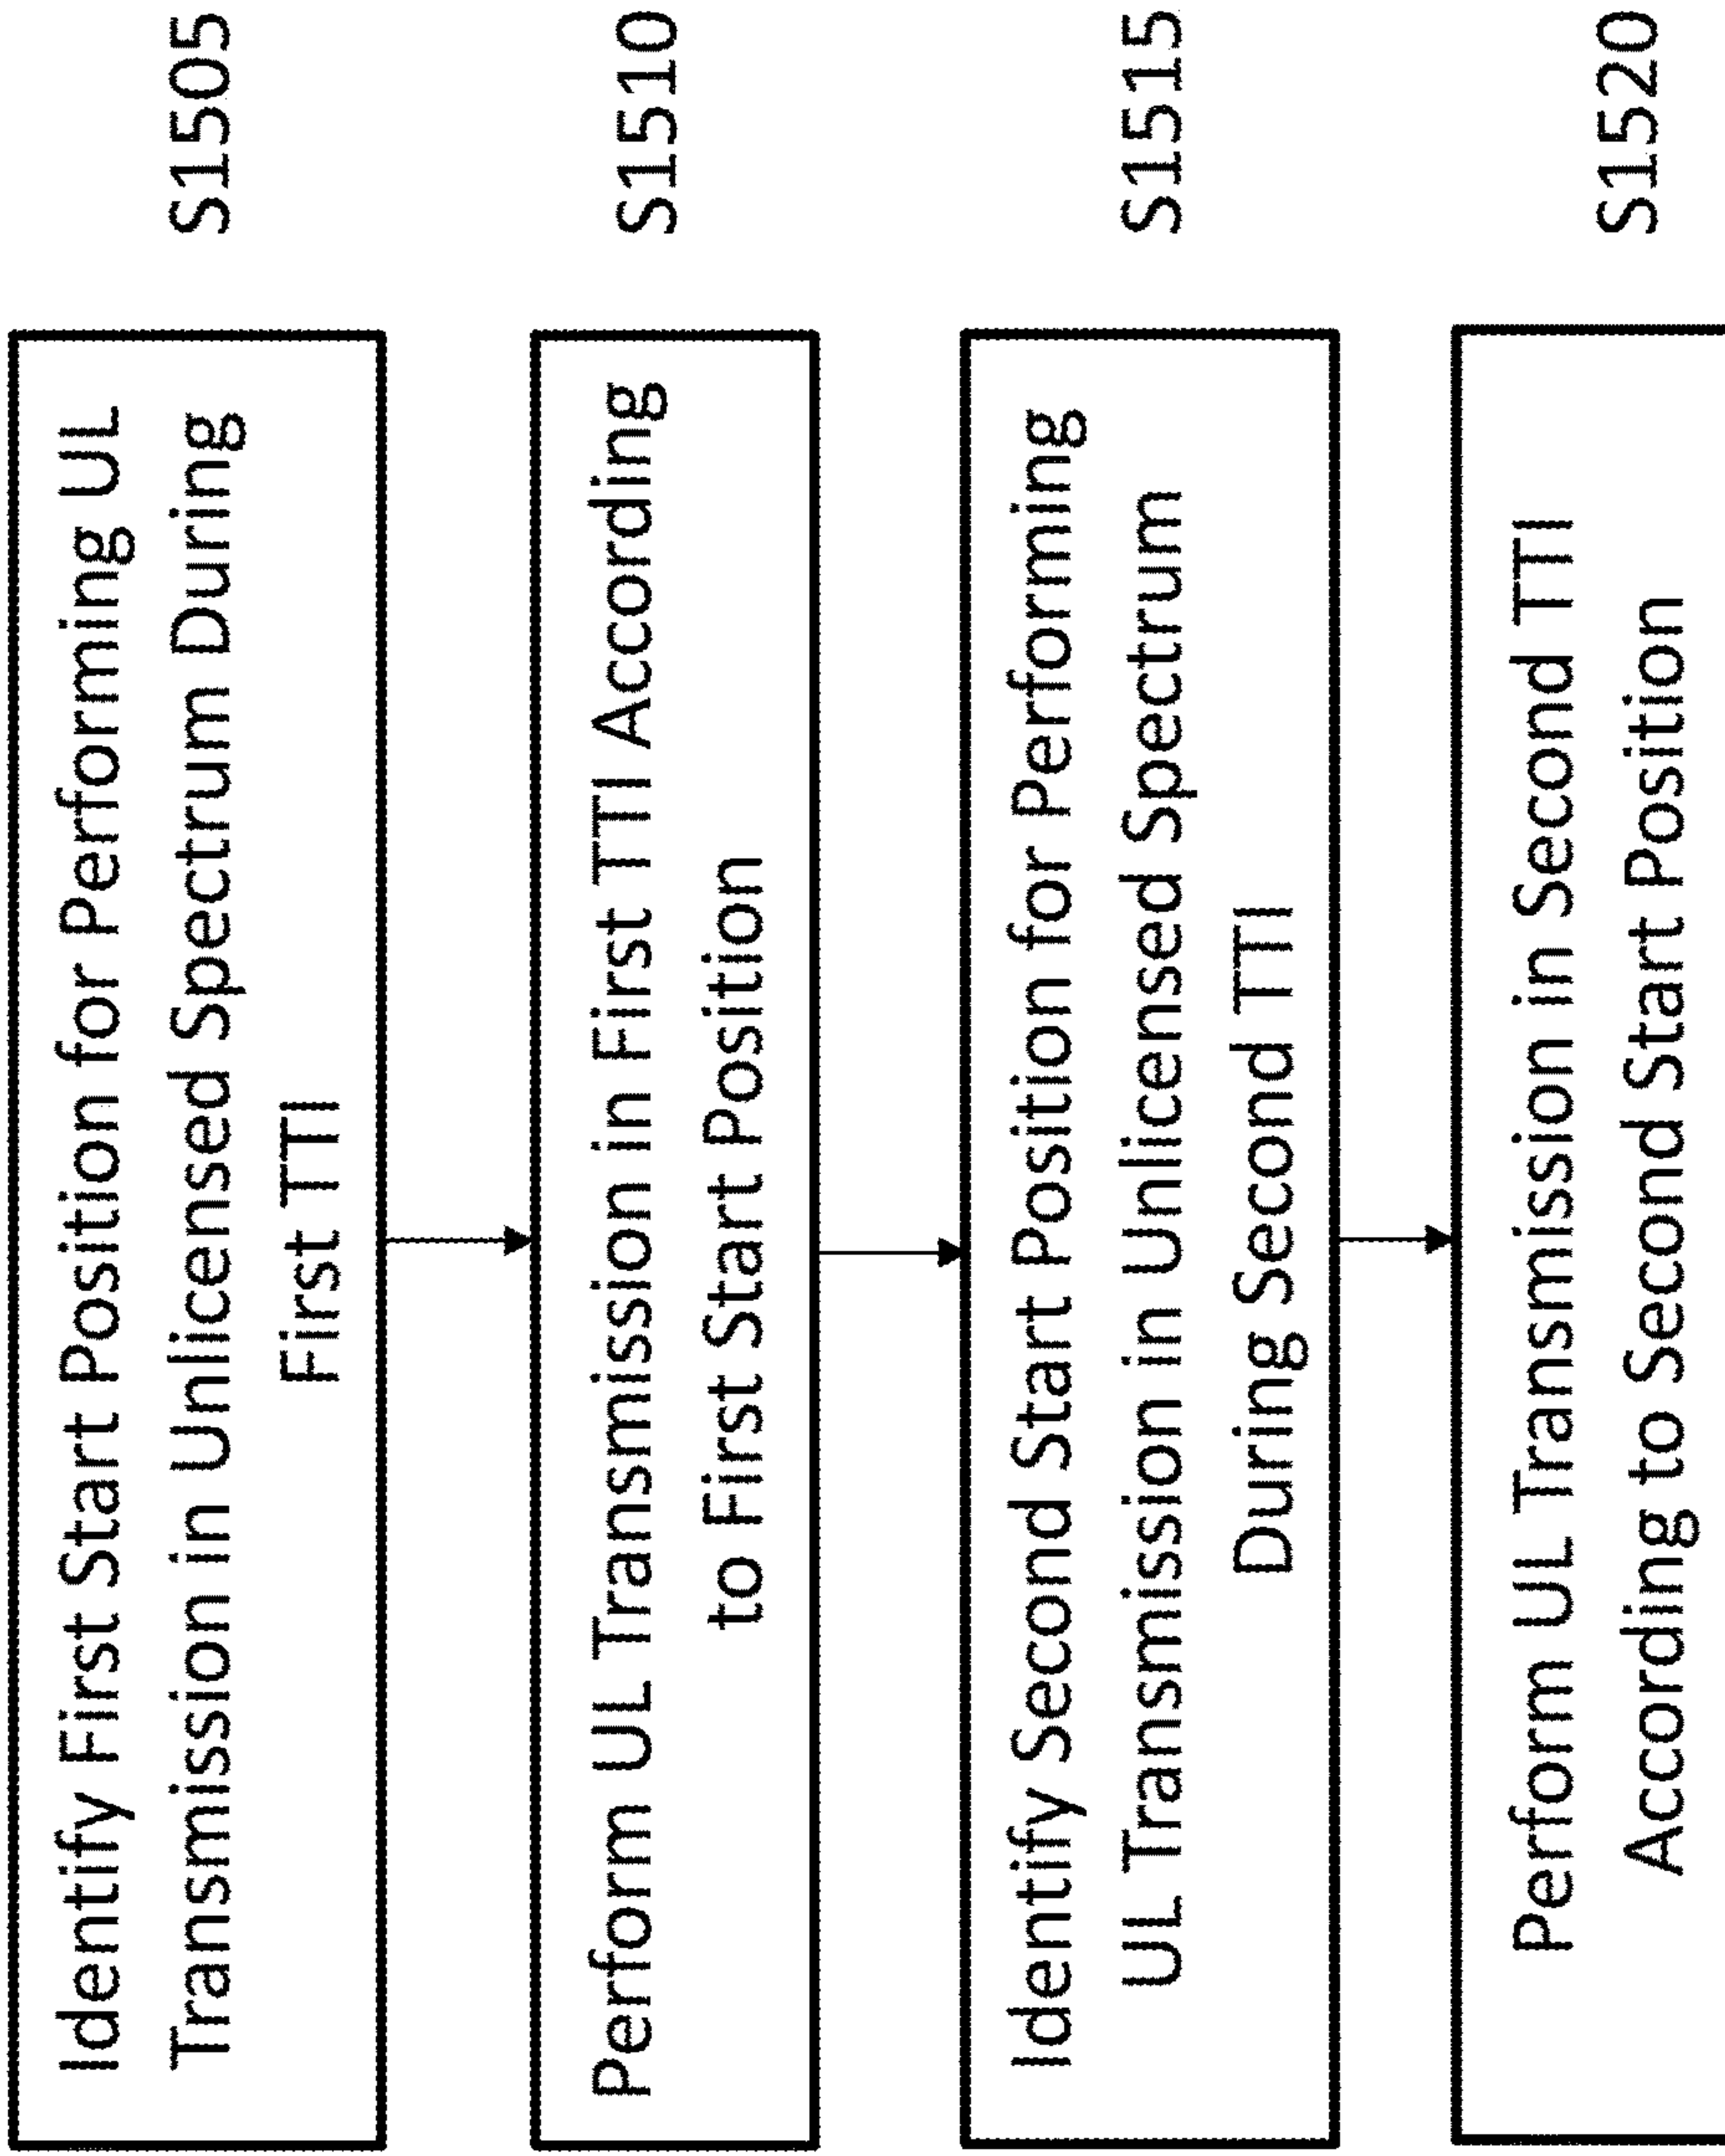 Identify First Start Position for Performing UL
Transmission in Unlicensed Spectrum During
First TTI
S1505
Perform UL Transmission in First TTI According
to First Start Position
S1510
Identify Second Start Position for Performing
UL Transmission in Unlicensed Spectrum
During Second TTI
S1515
Perform UL Transmission in Second TTI
According to Second Start Position
S1520